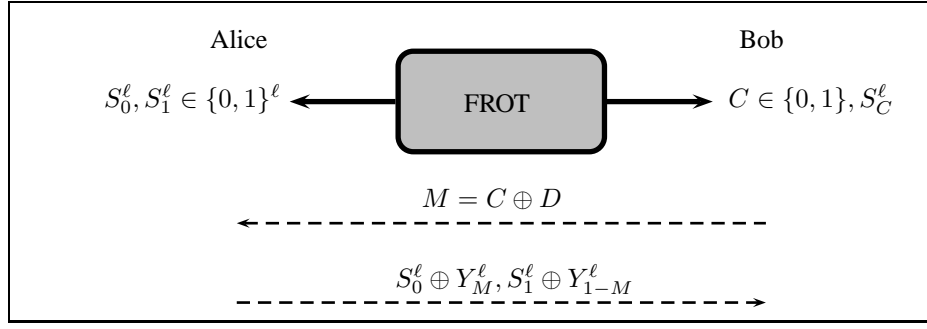 Alice Bob
S_0^ℓ, S_1^ℓ ∈ {0, 1}^ℓ FROT C ∈ {0, 1}, S_C^ℓ
M = C ⊕ D
S_0^ℓ ⊕ Y_M^ℓ, S_1^ℓ ⊕ Y_{1−M}^ℓ